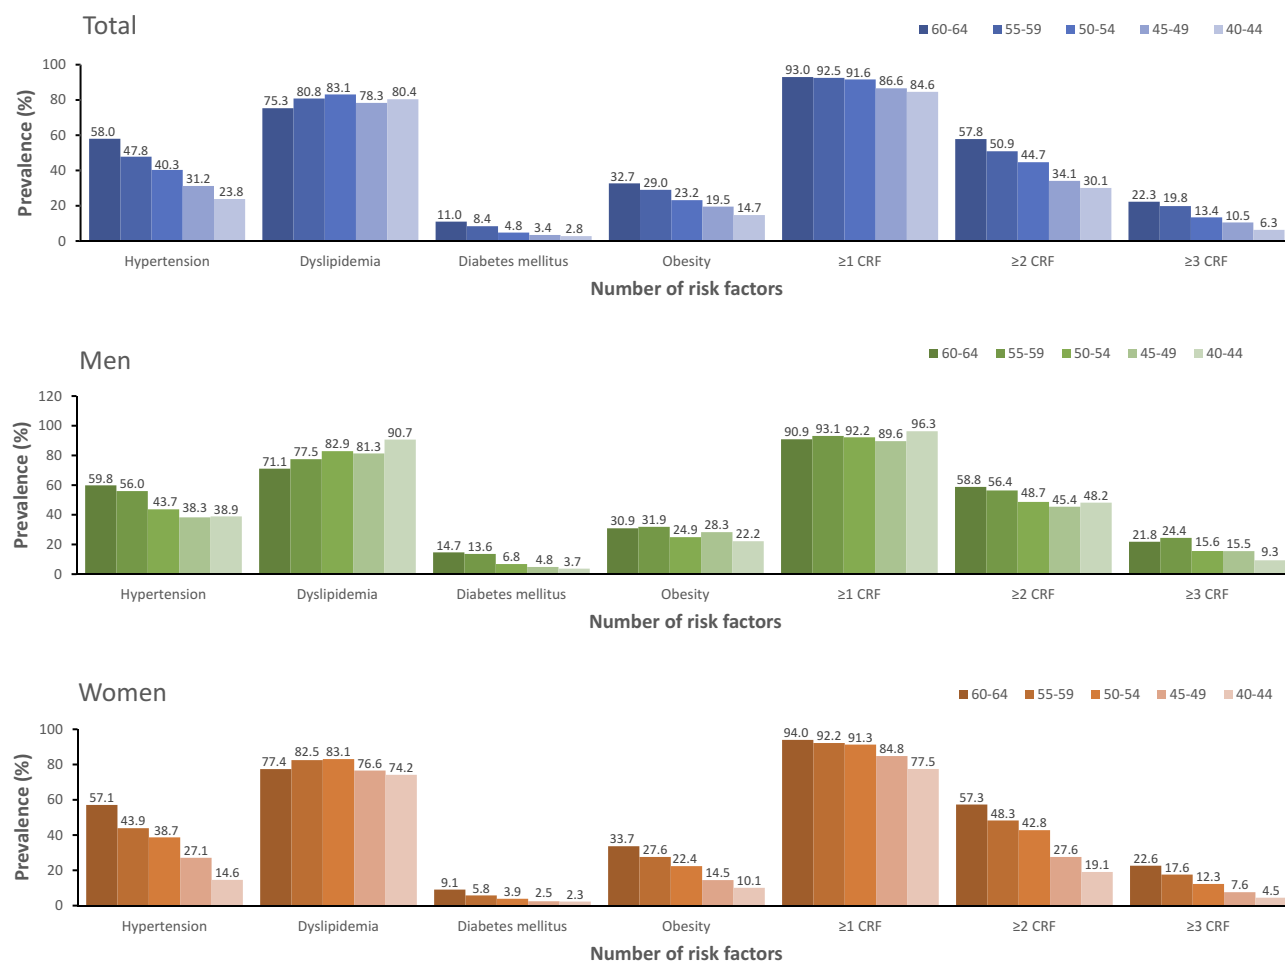 Total
60-64 55-59 50-54 45-49 40-44
Prevalence (%)
100
80
60
40
20
0
58.0 47.8 40.3 31.2 23.8
75.3 80.8 83.1 78.3 80.4
11.0 8.4 4.8 3.4 2.8
32.7 29.0 23.2 19.5 14.7
93.0 92.5 91.6 86.6 84.6
57.8 50.9 44.7 34.1 30.1
22.3 19.8 13.4 10.5 6.3
Hypertension Dyslipidemia Diabetes mellitus Obesity ≥1 CRF ≥2 CRF ≥3 CRF
Number of risk factors
Men
60-64 55-59 50-54 45-49 40-44
Prevalence (%)
120
100
80
60
40
20
0
59.8 56.0 43.7 38.3 38.9
71.1 77.5 82.9 81.3 90.7
14.7 13.6 6.8 4.8 3.7
30.9 31.9 24.9 28.3 22.2
90.9 93.1 92.2 89.6 96.3
58.8 56.4 48.7 45.4 48.2
21.8 24.4 15.6 15.5 9.3
Hypertension Dyslipidemia Diabetes mellitus Obesity ≥1 CRF ≥2 CRF ≥3 CRF
Number of risk factors
Women
60-64 55-59 50-54 45-49 40-44
Prevalence (%)
100
80
60
40
20
0
57.1 43.9 38.7 27.1 14.6
77.4 82.5 83.1 76.6 74.2
9.1 5.8 3.9 2.5 2.3
33.7 27.6 22.4 14.5 10.1
94.0 92.2 91.3 84.8 77.5
57.3 48.3 42.8 27.6 19.1
22.6 17.6 12.3 7.6 4.5
Hypertension Dyslipidemia Diabetes mellitus Obesity ≥1 CRF ≥2 CRF ≥3 CRF
Number of risk factors